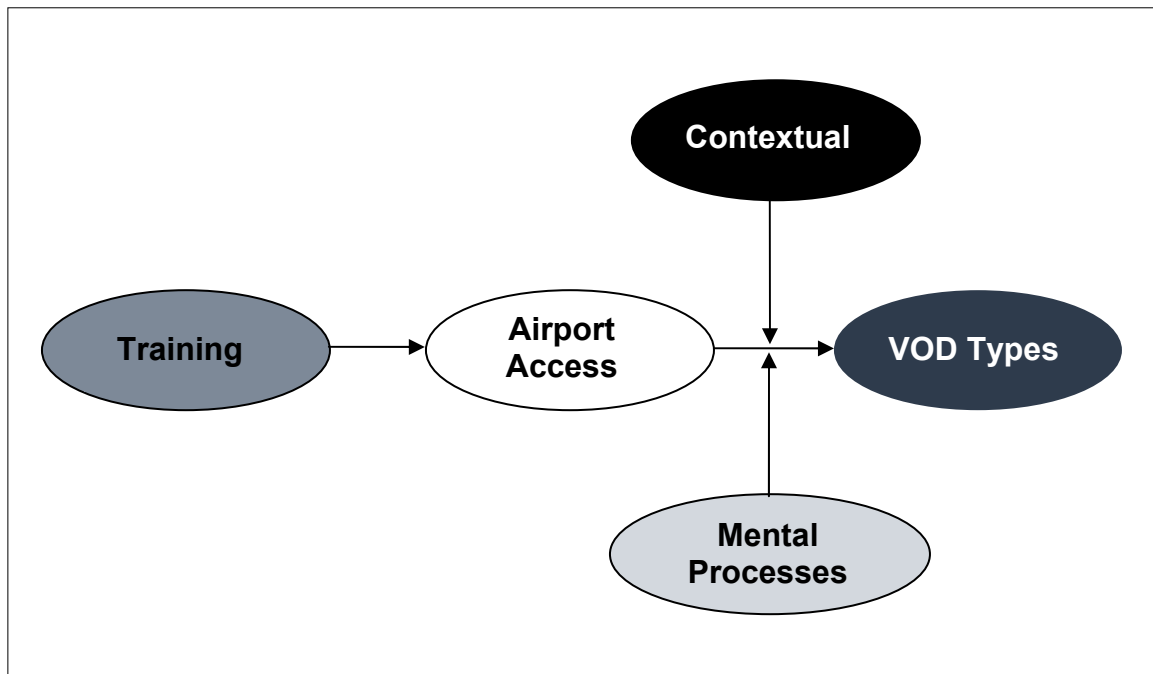 Contextual
Training
Airport
Access
VOD Types
Mental
Processes